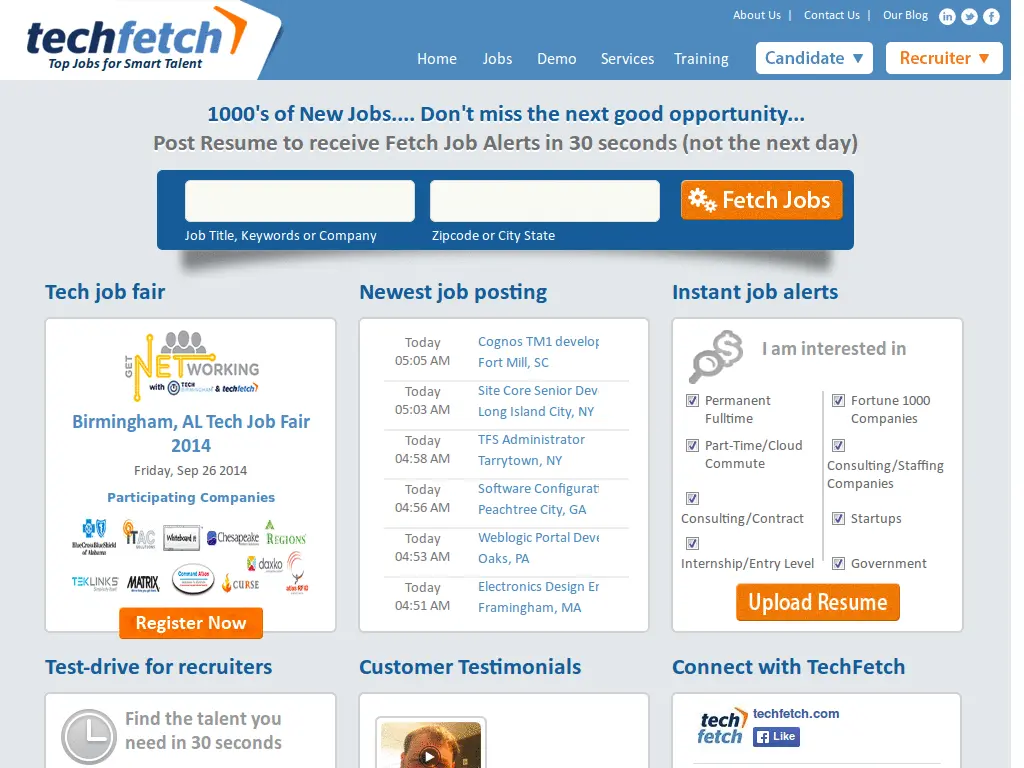 techfetch
Top Jobs for Smart Talent
About Us | Contact Us | Our Blog
Home Jobs Demo Services Training Candidate ▼ Recruiter ▼
1000's of New Jobs.... Don't miss the next good opportunity...
Post Resume to receive Fetch Job Alerts in 30 seconds (not the next day)
Fetch Jobs
Job Title, Keywords or Company
Zipcode or City State
Tech job fair
GET NETWORKING
with TECH BIRMINGHAM & techfetch
Birmingham, AL Tech Job Fair
2014
Friday, Sep 26 2014
Participating Companies
BlueCross BlueShield
of Alabama
ITAC
SOLUTIONS
Whiteboard it
Chesapeake
REGIONS
daxko
TEKLINKS
MATRIX
Command Alkon
CURSE
atlas RFID
Register Now
Newest job posting
Today
05:05 AM
Cognos TM1 develop
Fort Mill, SC
Today
05:03 AM
Site Core Senior Dev
Long Island City, NY
Today
04:58 AM
TFS Administrator
Tarrytown, NY
Today
04:56 AM
Software Configurat
Peachtree City, GA
Today
04:53 AM
Weblogic Portal Deve
Oaks, PA
Today
04:51 AM
Electronics Design En
Framingham, MA
Instant job alerts
I am interested in
Permanent
Fulltime
Part-Time/Cloud
Commute
Consulting/Contract
Internship/Entry Level
Fortune 1000
Companies
Consulting/Staffing
Companies
Startups
Government
Upload Resume
Test-drive for recruiters
Find the talent you
need in 30 seconds
Customer Testimonials
Connect with TechFetch
tech
fetch
techfetch.com
Like